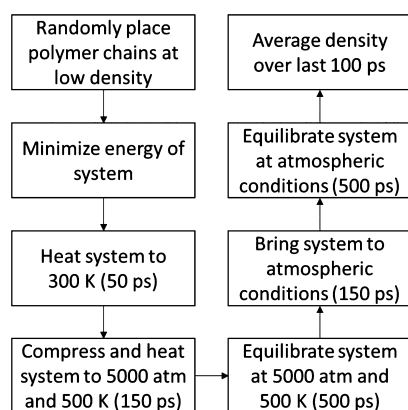 Randomly place
polymer chains at
low density
Minimize energy of
system
Heat system to
300 K (50 ps)
Compress and heat
system to 5000 atm
and 500 K (150 ps)
Equilibrate system
at 5000 atm and
500 K (500 ps)
Bring system to
atmospheric
conditions (150 ps)
Equilibrate system
at atmospheric
conditions (500 ps)
Average density
over last 100 ps